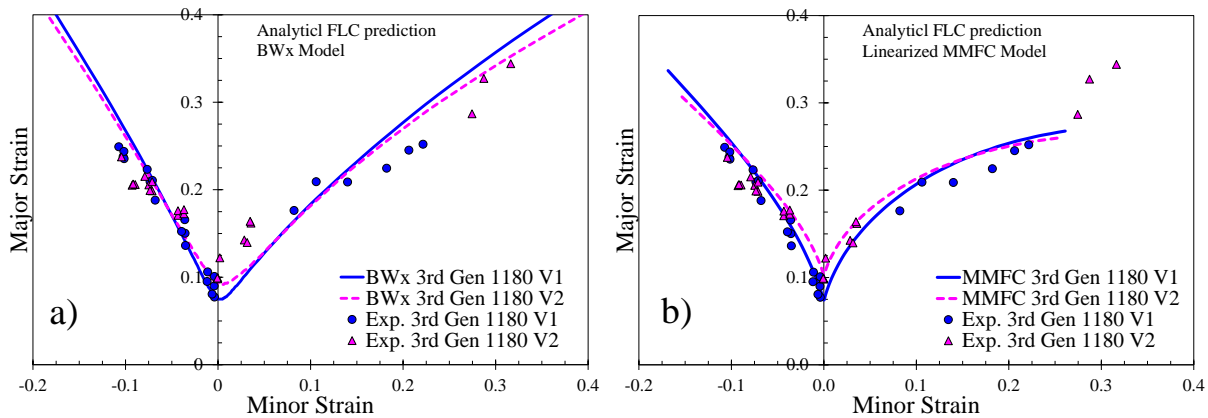 0.4
Analyticl FLC prediction
BWx Model
0.3
0.2
0.1
0
Major Strain
BWx 3rd Gen 1180 V1
BWx 3rd Gen 1180 V2
Exp. 3rd Gen 1180 V1
Exp. 3rd Gen 1180 V2
a)
-0.2 -0.1 0 0.1 0.2 0.3 0.4
Minor Strain
0.4
Analyticl FLC prediction
Linearized MMFC Model
0.3
0.2
0.1
0.0
Major Strain
MMFC 3rd Gen 1180 V1
MMFC 3rd Gen 1180 V2
Exp. 3rd Gen 1180 V1
Exp. 3rd Gen 1180 V2
b)
-0.2 -0.1 0.0 0.1 0.2 0.3 0.4
Minor Strain